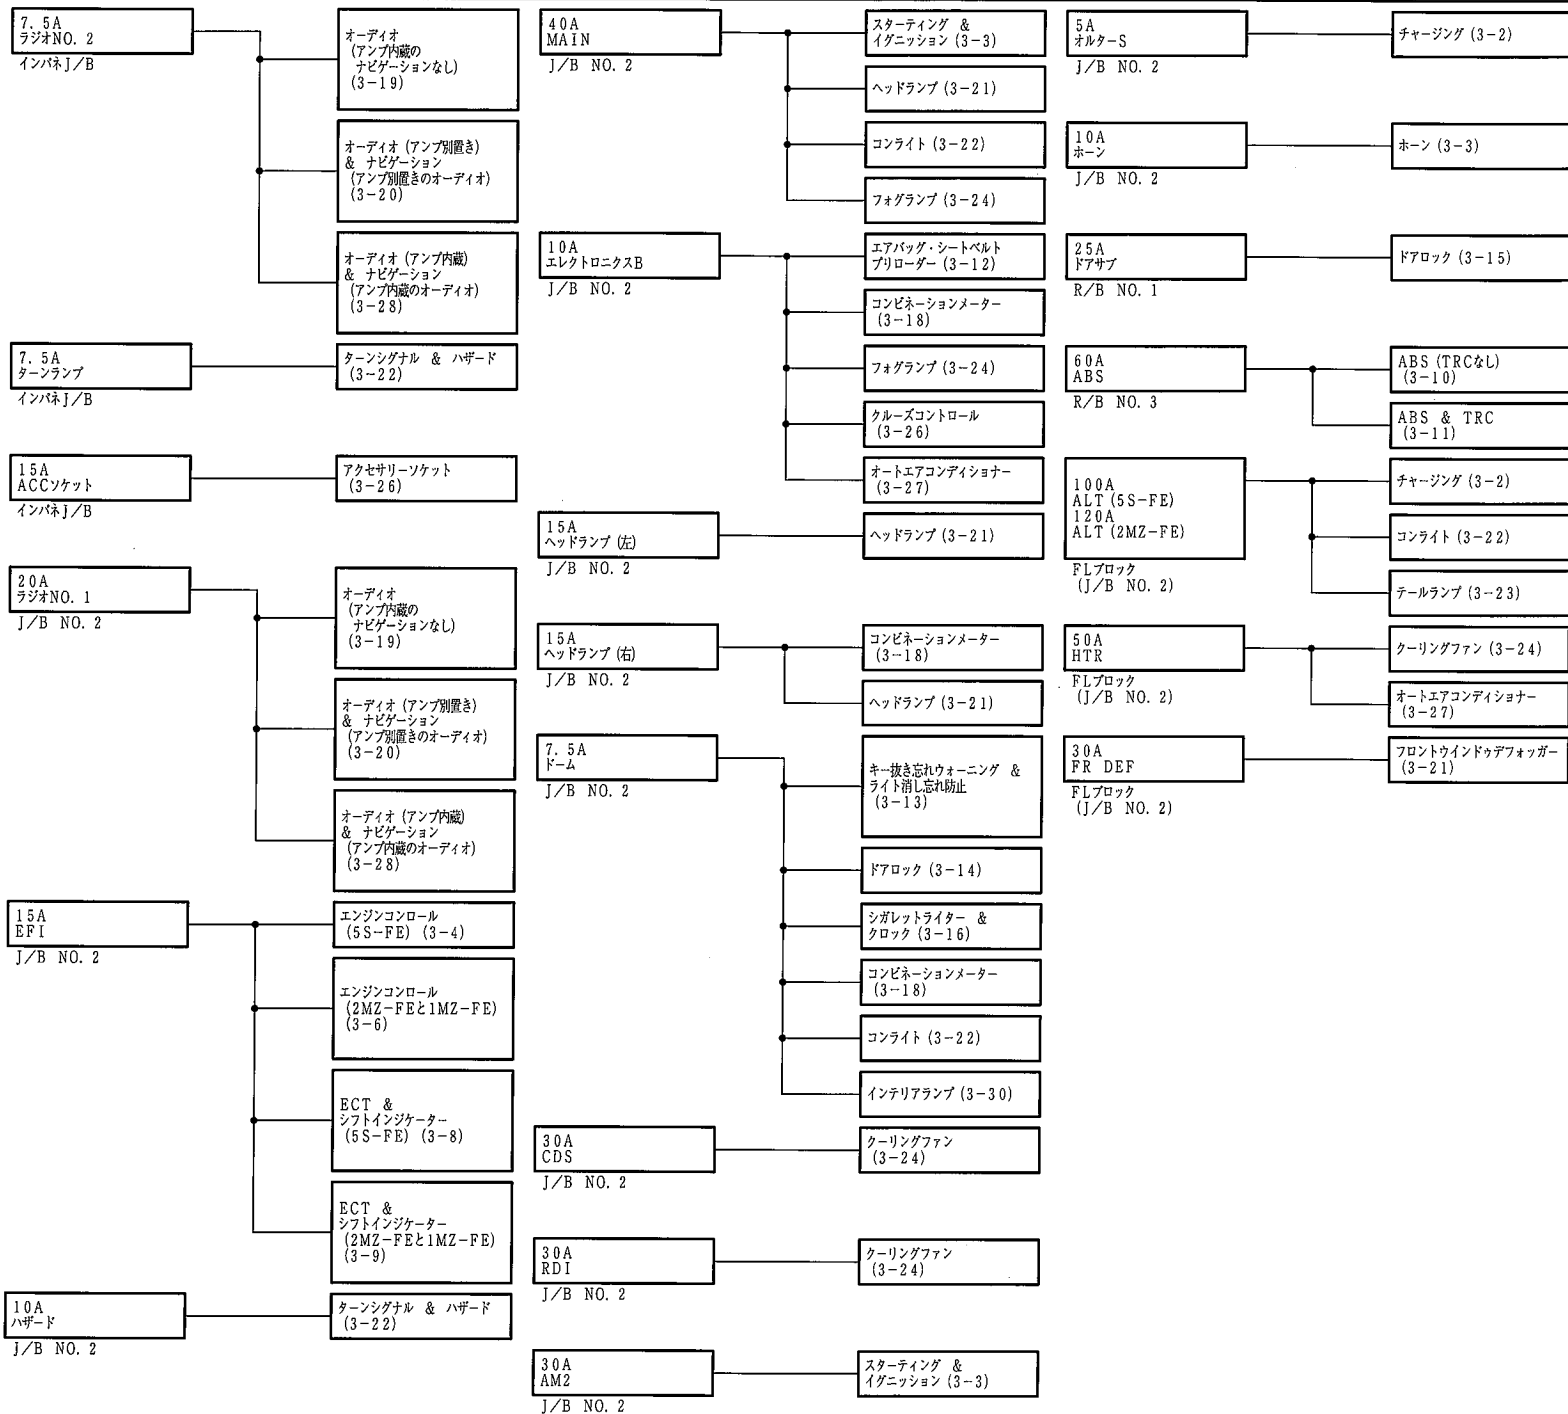 7. 5A
ラジオNO. 2
インパネJ／B
オーディオ
(アンプ内蔵の
ナビゲーションなし)
(3−19)
オーディオ (アンプ別置き)
& ナビゲーション
(アンプ別置きのオーディオ)
(3−20)
オーディオ (アンプ内蔵)
& ナビゲーション
(アンプ内蔵のオーディオ)
(3−28)
7. 5A
ターンランプ
インパネJ／B
ターンシグナル & ハザード
(3−22)
15A
ACCソケット
インパネJ／B
アクセサリーソケット
(3−26)
20A
ラジオNO. 1
J／B NO. 2
オーディオ
(アンプ内蔵の
ナビゲーションなし)
(3−19)
オーディオ (アンプ別置き)
& ナビゲーション
(アンプ別置きのオーディオ)
(3−20)
オーディオ (アンプ内蔵)
& ナビゲーション
(アンプ内蔵のオーディオ)
(3−28)
15A
EFI
J／B NO. 2
エンジンコントロール
(5S−FE) (3−4)
エンジンコントロール
(2MZ−FEと1MZ−FE)
(3−6)
ECT &
シフトインジケーター
(5S−FE) (3−8)
ECT &
シフトインジケーター
(2MZ−FEと1MZ−FE)
(3−9)
10A
ハザード
J／B NO. 2
ターンシグナル & ハザード
(3−22)
40A
MAIN
J／B NO. 2
スターティング &
イグニッション (3−3)
ヘッドランプ (3−21)
コンライト (3−22)
フォグランプ (3−24)
10A
エレクトロニクスB
J／B NO. 2
エアバッグ・シートベルト
プリローダー (3−12)
コンビネーションメーター
(3−18)
フォグランプ (3−24)
クルーズコントロール
(3−26)
オートエアコンディショナー
(3−27)
15A
ヘッドランプ (左)
J／B NO. 2
ヘッドランプ (3−21)
15A
ヘッドランプ (右)
J／B NO. 2
コンビネーションメーター
(3−18)
ヘッドランプ (3−21)
7. 5A
ドーム
J／B NO. 2
キー抜き忘れウォーニング &
ライト消し忘れ防止
(3−13)
ドアロック (3−14)
シガレットライター &
クロック (3−16)
コンビネーションメーター
(3−18)
コンライト (3−22)
インテリアランプ (3−30)
30A
CDS
J／B NO. 2
クーリングファン
(3−24)
30A
RDI
J／B NO. 2
クーリングファン
(3−24)
30A
AM2
J／B NO. 2
スターティング &
イグニッション (3−3)
5A
オルターS
J／B NO. 2
チャージング (3−2)
10A
ホーン
J／B NO. 2
ホーン (3−3)
25A
ドアサブ
R／B NO. 1
ドアロック (3−15)
60A
ABS
R／B NO. 3
ABS (TRCなし)
(3−10)
ABS & TRC
(3−11)
100A
ALT (5S−FE)
120A
ALT (2MZ−FE)
FLブロック
(J／B NO. 2)
チャージング (3−2)
コンライト (3−22)
テールランプ (3−23)
50A
HTR
FLブロック
(J／B NO. 2)
クーリングファン (3−24)
オートエアコンディショナー
(3−27)
30A
FR DEF
FLブロック
(J／B NO. 2)
フロントウインドゥデフォッガー
(3−21)